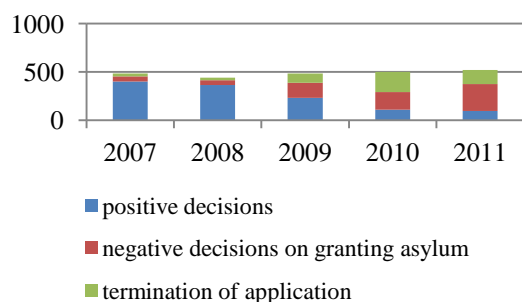 1000
500
0
2007 2008 2009 2010 2011
positive decisions
negative decisions on granting asylum
termination of application